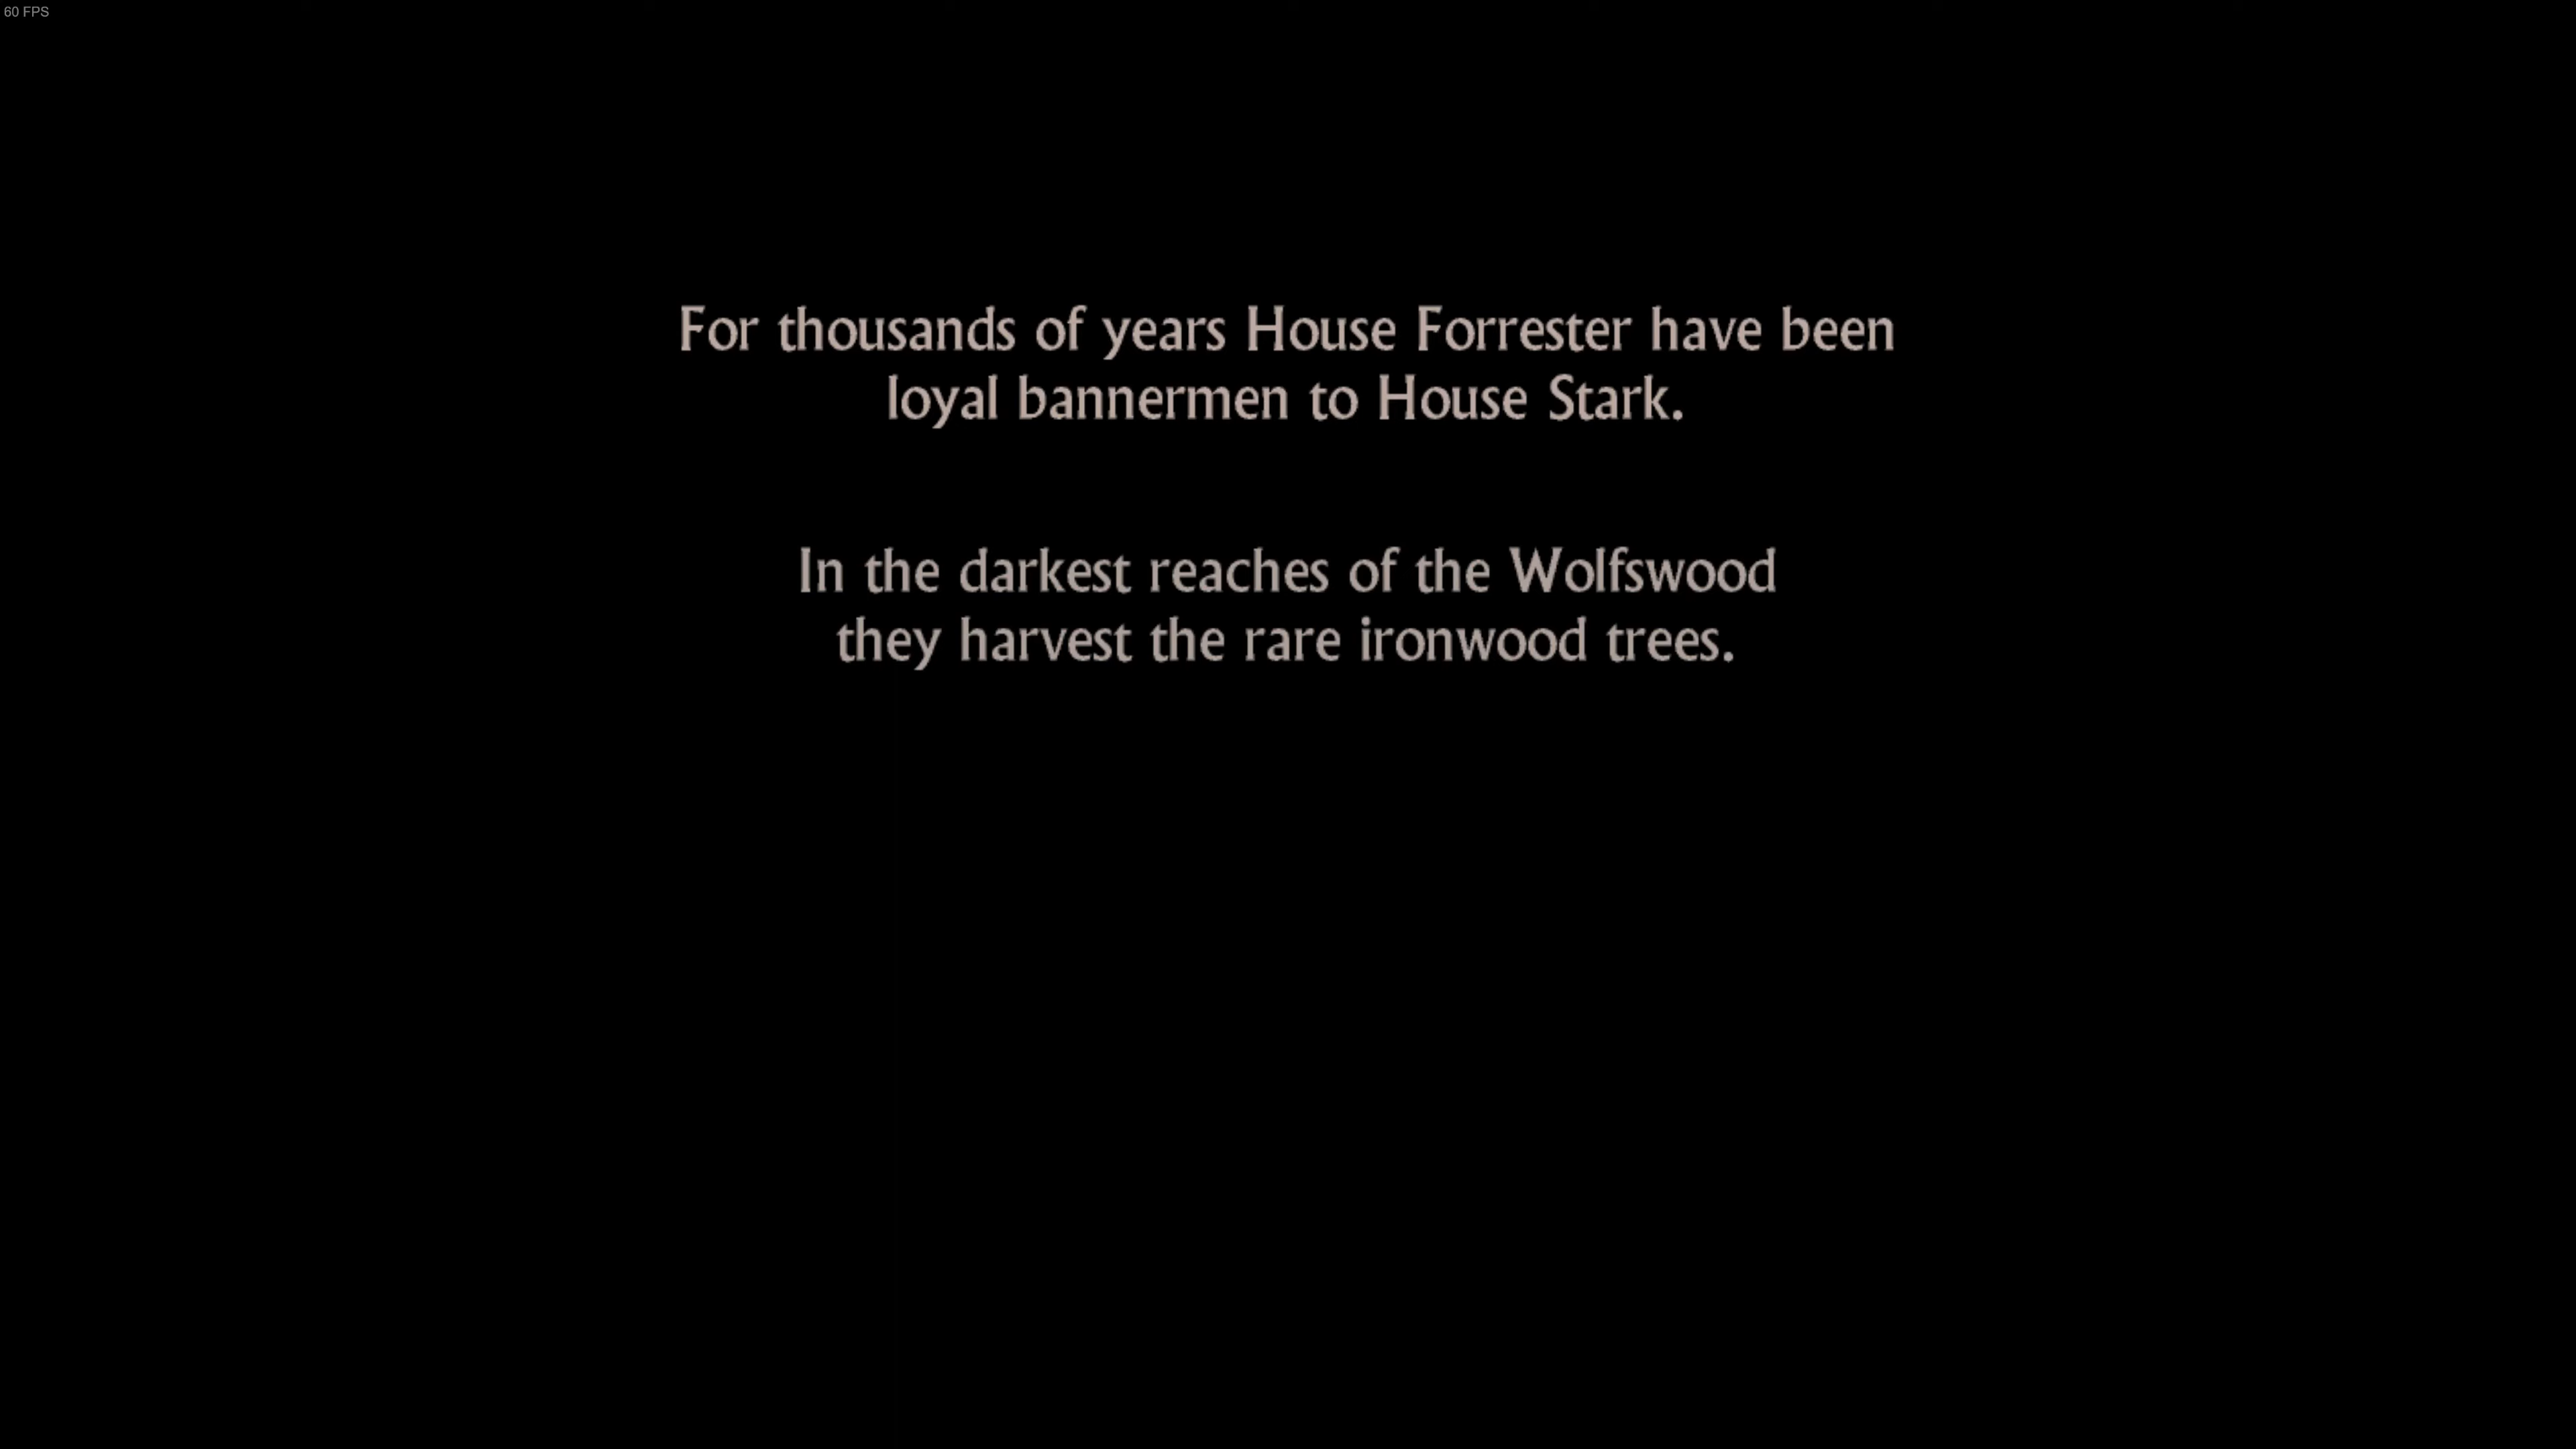 60 FPS
For thousands of years House Forrester have been
loyal bannermen to House Stark.
In the darkest reaches of the Wolfswood
they harvest the rare ironwood trees.